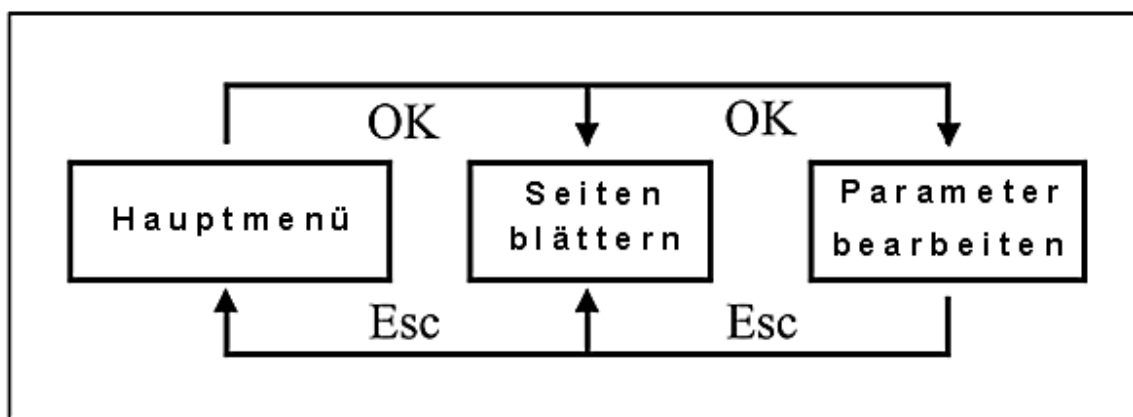 OK
OK
Hauptmenü
Seiten
blättern
Parameter
bearbeiten
Esc
Esc